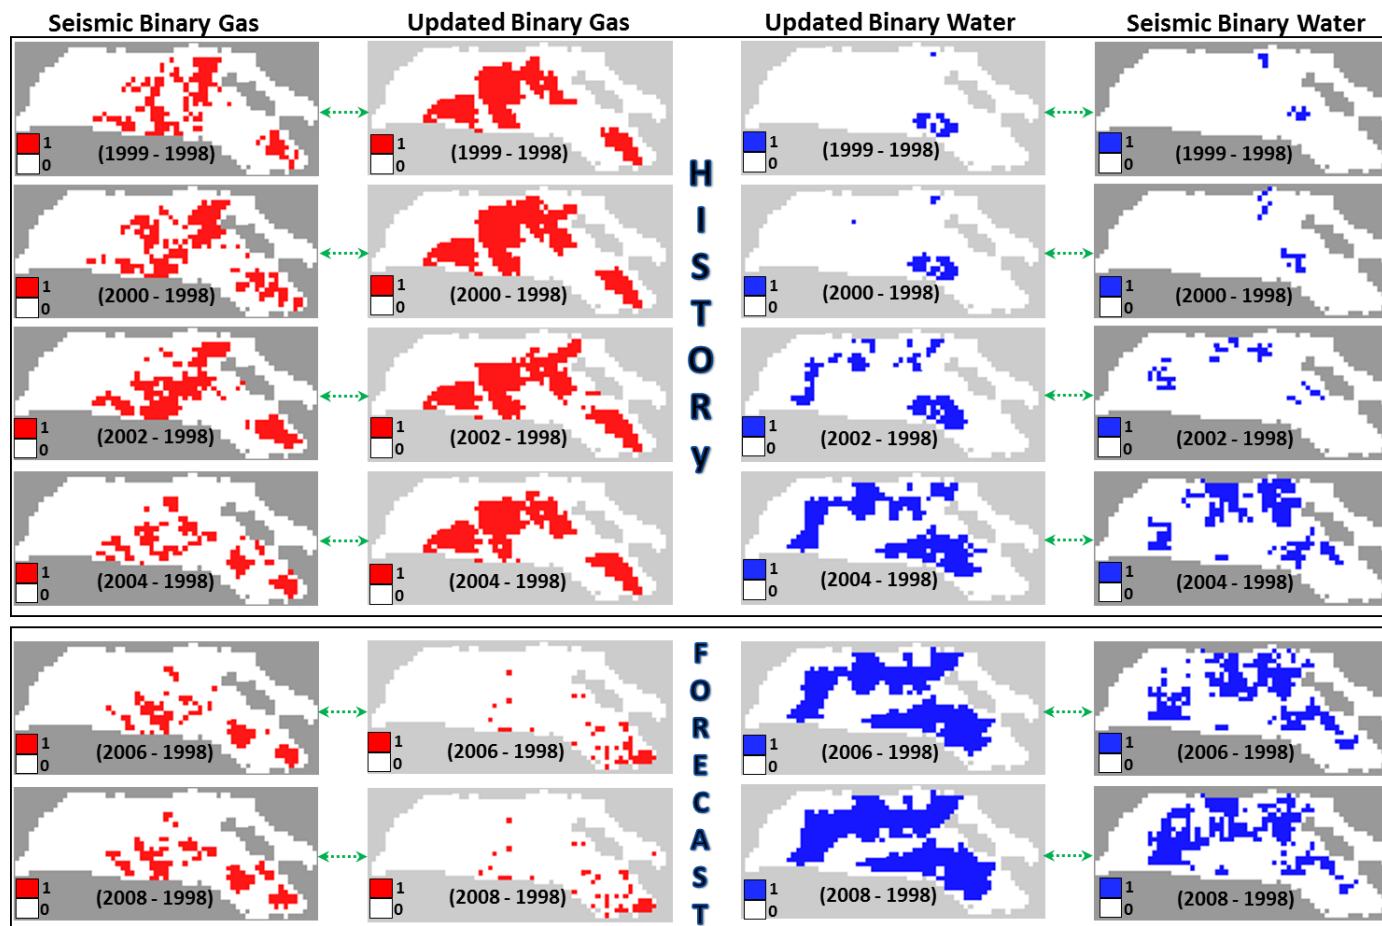 Seismic Binary Gas Updated Binary Gas Updated Binary Water Seismic Binary Water
1 1 1 1
0 0 0 0
(1999 - 1998) (1999 - 1998) (1999 - 1998) (1999 - 1998)
1 1 1 1
0 0 0 0
(2000 - 1998) (2000 - 1998) (2000 - 1998) (2000 - 1998)
1 1 1 1
0 0 0 0
(2002 - 1998) (2002 - 1998) (2002 - 1998) (2002 - 1998)
1 1 1 1
0 0 0 0
(2004 - 1998) (2004 - 1998) (2004 - 1998) (2004 - 1998)
HISTORy
1 1 1 1
0 0 0 0
(2006 - 1998) (2006 - 1998) (2006 - 1998) (2006 - 1998)
1 1 1 1
0 0 0 0
(2008 - 1998) (2008 - 1998) (2008 - 1998) (2008 - 1998)
FORECAST